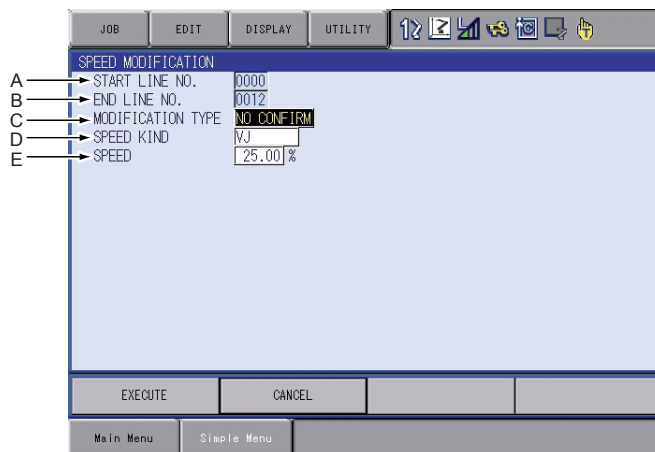 JOB EDIT DISPLAY UTILITY
SPEED MODIFICATION
A START LINE NO. 0000
B END LINE NO. 0012
C MODIFICATION TYPE NO CONFIRM
D SPEED KIND VJ
E SPEED 25.00 %
EXECUTE CANCEL
Main Menu Simple Menu